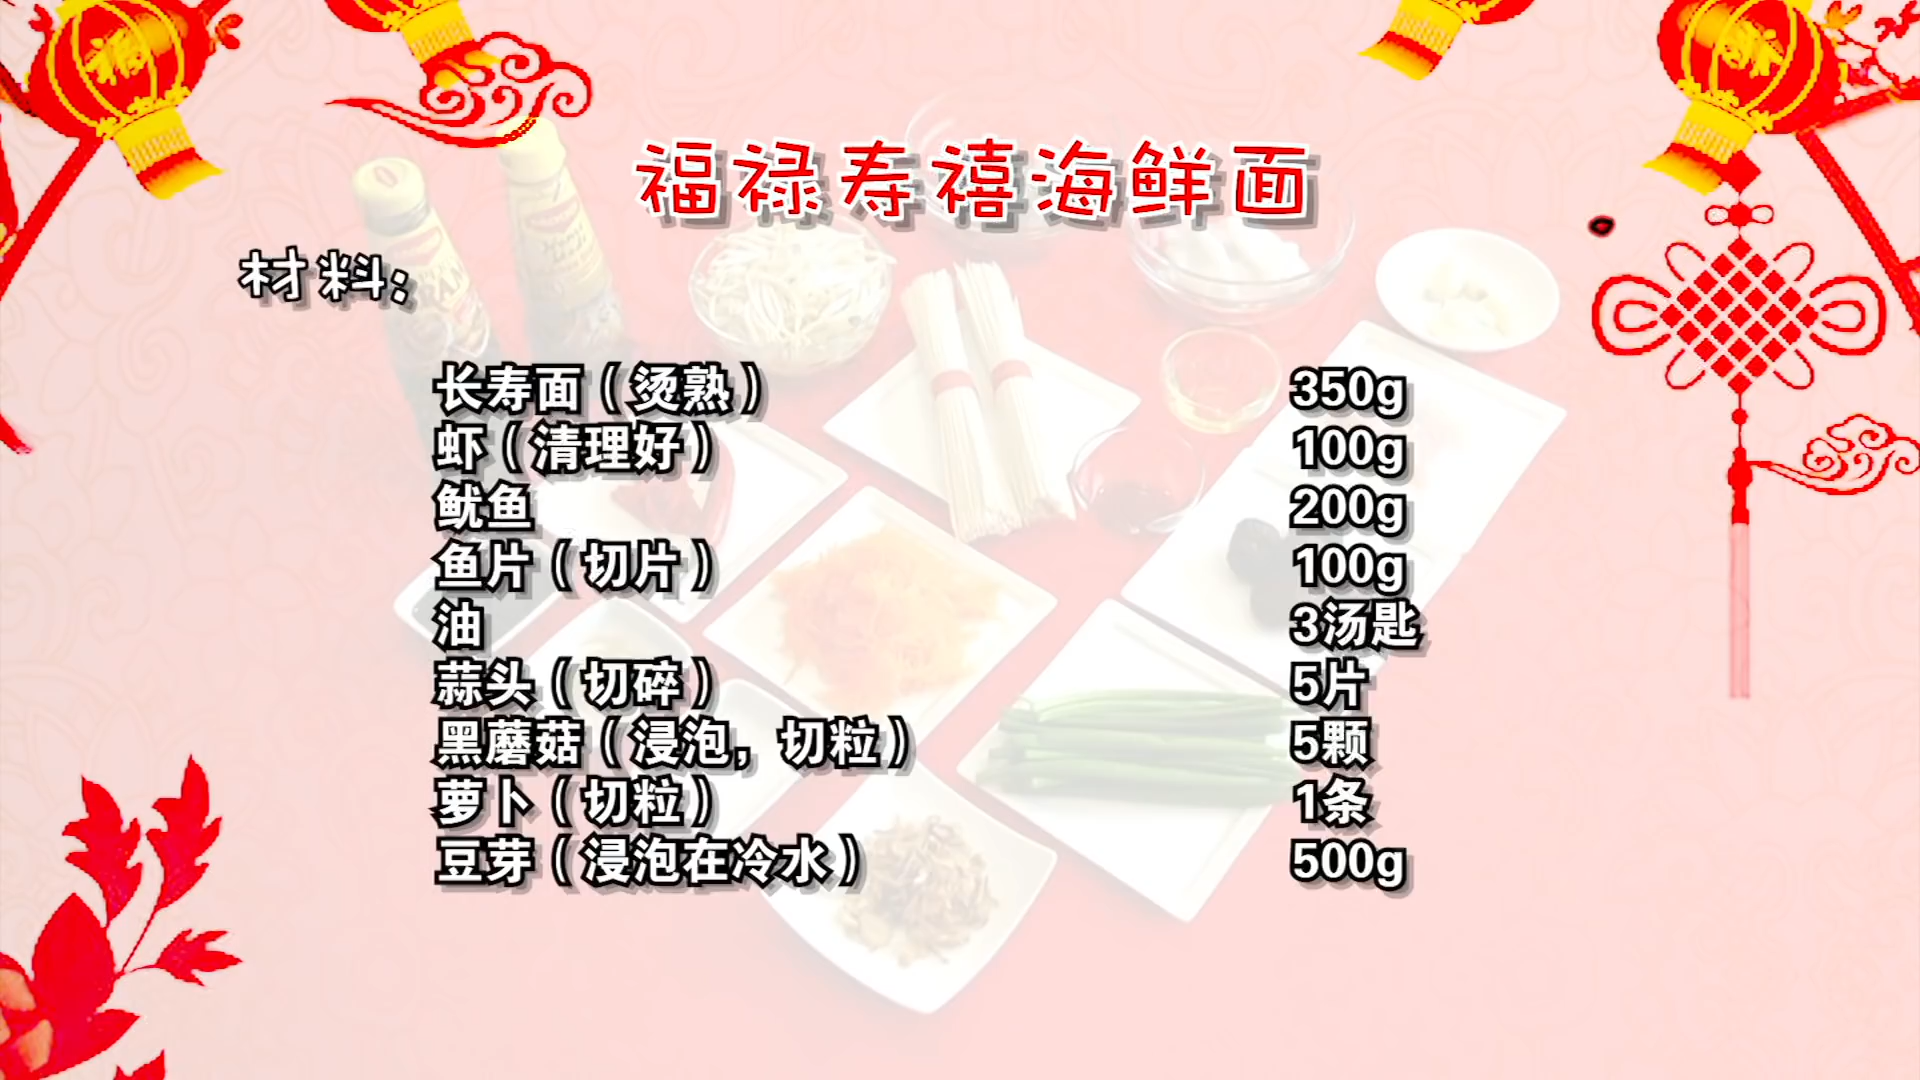 福禄寿禧海鲜面
材料:
长寿面（烫熟） 350g
虾（清理好） 100g
鱿鱼 200g
鱼片（切片） 100g
油 3汤匙
蒜头（切碎） 5片
黑蘑菇（浸泡，切粒） 5颗
萝卜（切粒） 1条
豆芽（浸泡在冷水） 500g